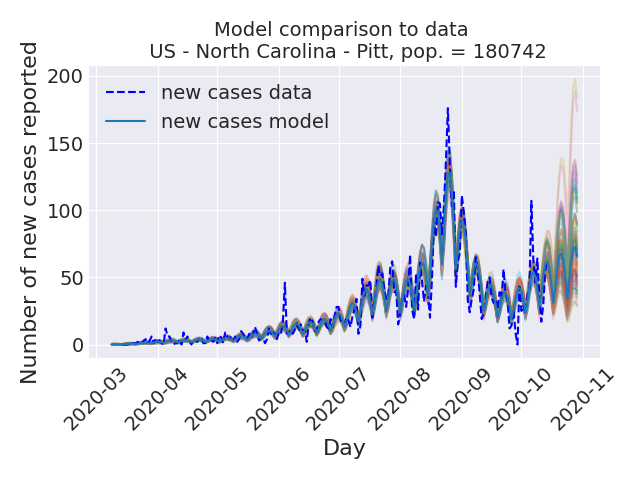 Model comparison to data
US - North Carolina - Pitt, pop. = 180742
Number of new cases reported
200
150
100
50
0
new cases data
new cases model
2020-03
2020-04
2020-05
2020-06
2020-07
2020-08
2020-09
2020-10
2020-11
Day